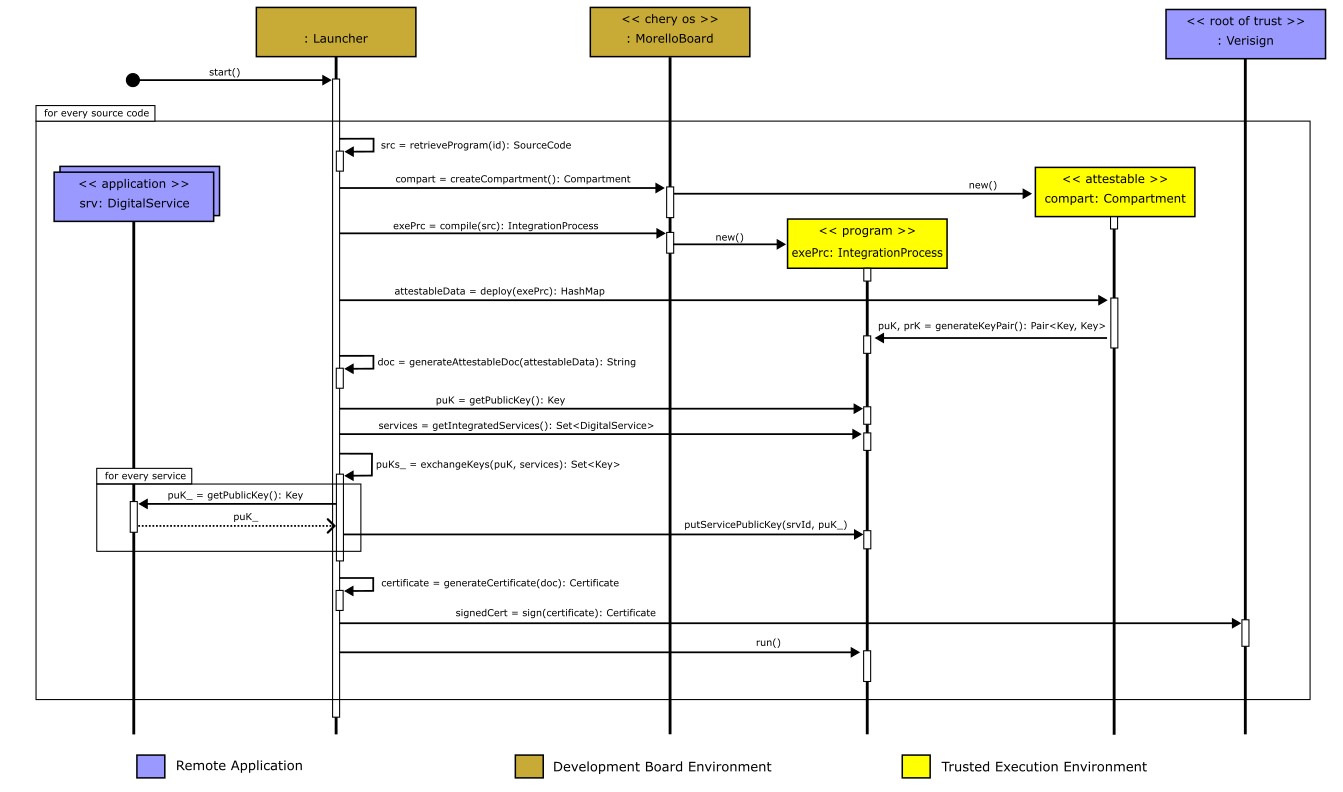 << chery os >>
<< root of trust >>
: Launcher
: MorelloBoard
: Verisign
start()
for every source code
src = retrieveProgram(id): SourceCode
compart = createCompartment(): Compartment
new()
<< application >>
srv: DigitalService
<< attestable >>
compart: Compartment
exePrc = compile(src): IntegrationProcess
new()
<< program >>
exePrc: IntegrationProcess
attestableData = deploy(exePrc): HashMap
puK, prK = generateKeyPair(): Pair<Key, Key>
doc = generateAttestableDoc(attestableData): String
puK = getPublicKey(): Key
services = getIntegratedServices(): Set<DigitalService>
puKs_ = exchangeKeys(puK, services): Set<Key>
for every service
puK_ = getPublicKey(): Key
puK_
putServicePublicKey(srvId, puK_)
certificate = generateCertificate(doc): Certificate
signedCert = sign(certificate): Certificate
run()
Remote Application
Development Board Environment
Trusted Execution Environment